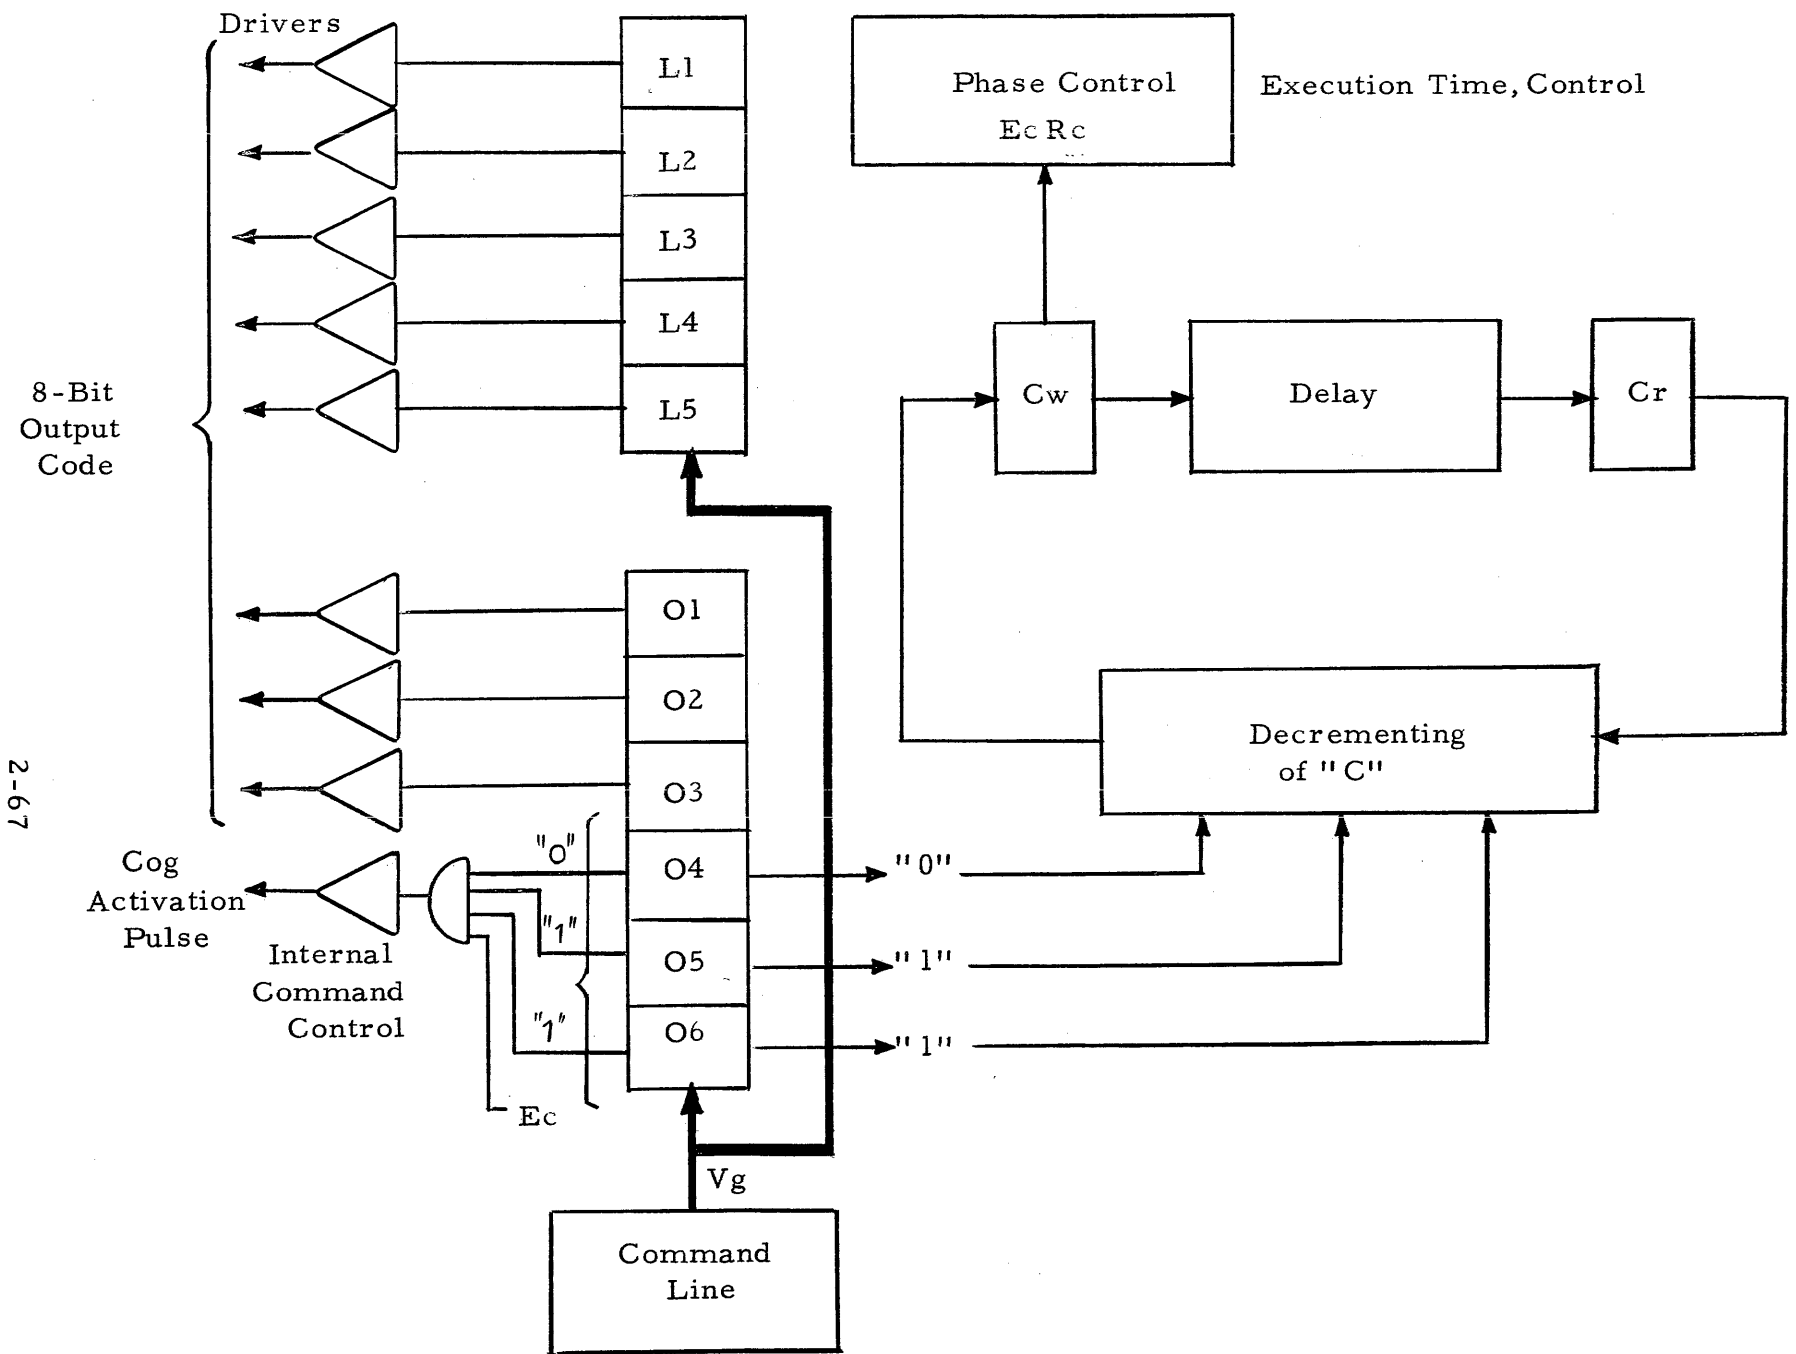 Drivers
L1
L2
L3
L4
L5
Phase Control
Ec Rc
Execution Time, Control
Cw
Delay
Cr
8-Bit
Output
Code
O1
O2
O3
O4
O5
O6
Decrementing
of "C"
2-67
Cog
Activation
Pulse
"0"
"1"
"1"
"0"
"1"
"1"
Internal
Command
Control
Ec
Vg
Command
Line